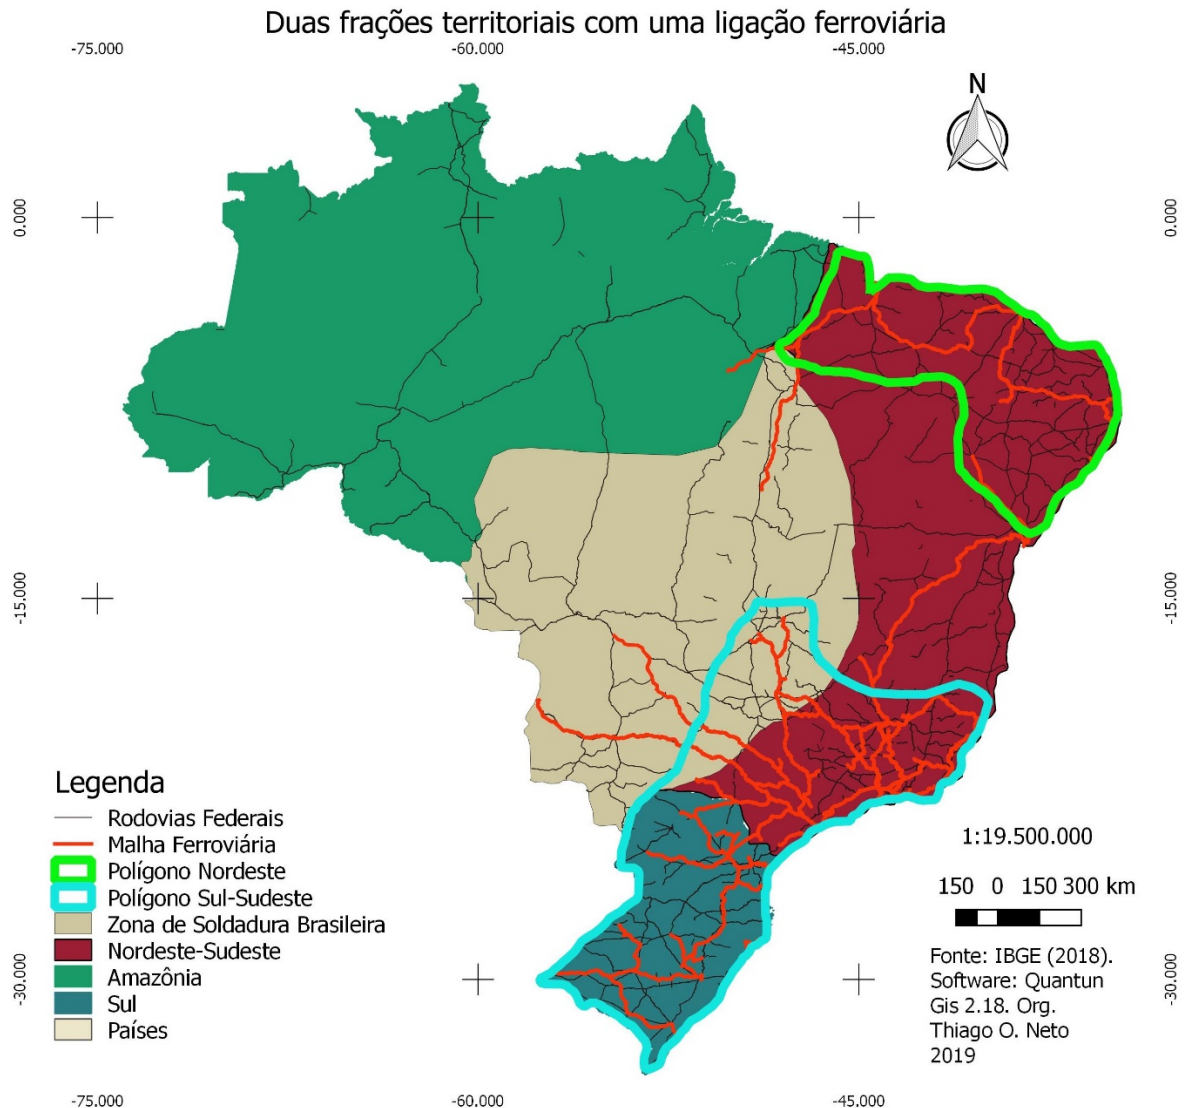 Duas frações territoriais com uma ligação ferroviária
-75.000
-60.000
-45.000
N
0.000
0.000
-15.000
-15.000
Legenda
Rodovias Federais
Malha Ferroviária
Polígono Nordeste
Polígono Sul-Sudeste
Zona de Soldadura Brasileira
Nordeste-Sudeste
Amazônia
Sul
Países
1:19.500.000
150 0 150 300 km
Fonte: IBGE (2018).
Software: Quantun
Gis 2.18. Org.
Thiago O. Neto
2019
-30.000
-30.000
-75.000
-60.000
-45.000